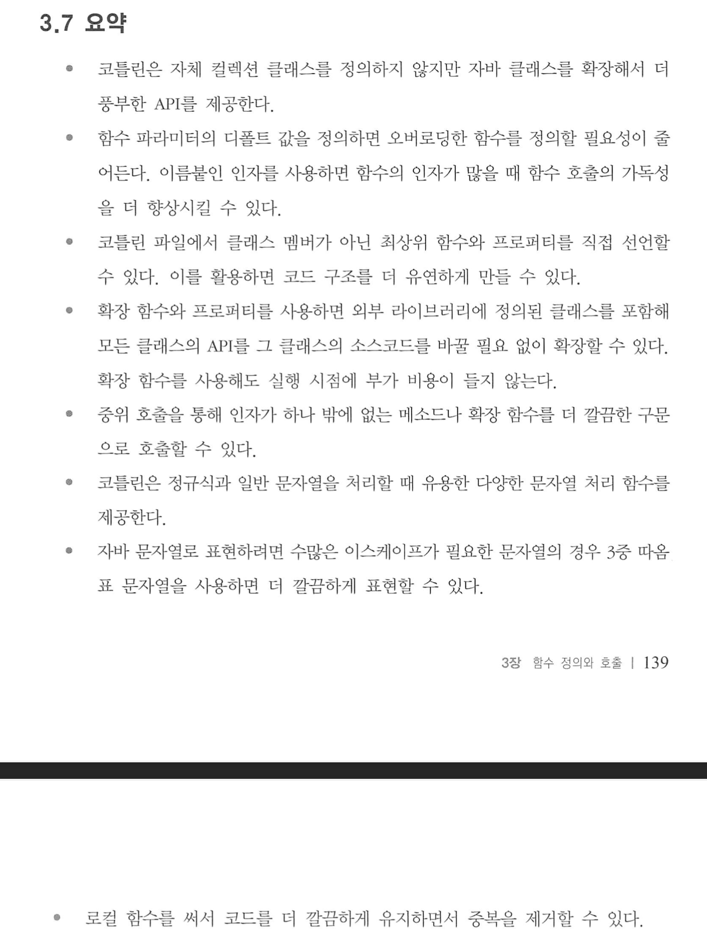 3.7 요약
• 코틀린은 자체 컬렉션 클래스를 정의하지 않지만 자바 클래스를 확장해서 더
풍부한 API를 제공한다.
• 함수 파라미터의 디폴트 값을 정의하면 오버로딩한 함수를 정의할 필요성이 줄
어든다. 이름붙인 인자를 사용하면 함수의 인자가 많을 때 함수 호출의 가독성
을 더 향상시킬 수 있다.
• 코틀린 파일에서 클래스 멤버가 아닌 최상위 함수와 프로퍼티를 직접 선언할
수 있다. 이를 활용하면 코드 구조를 더 유연하게 만들 수 있다.
• 확장 함수와 프로퍼티를 사용하면 외부 라이브러리에 정의된 클래스를 포함해
모든 클래스의 API를 그 클래스의 소스코드를 바꿀 필요 없이 확장할 수 있다.
확장 함수를 사용해도 실행 시점에 부가 비용이 들지 않는다.
• 중위 호출을 통해 인자가 하나 밖에 없는 메소드나 확장 함수를 더 깔끔한 구문
으로 호출할 수 있다.
• 코틀린은 정규식과 일반 문자열을 처리할 때 유용한 다양한 문자열 처리 함수를
제공한다.
• 자바 문자열로 표현하려면 수많은 이스케이프가 필요한 문자열의 경우 3중 따옴
표 문자열을 사용하면 더 깔끔하게 표현할 수 있다.
3장 함수 정의와 호출 | 139
• 로컬 함수를 써서 코드를 더 깔끔하게 유지하면서 중복을 제거할 수 있다.